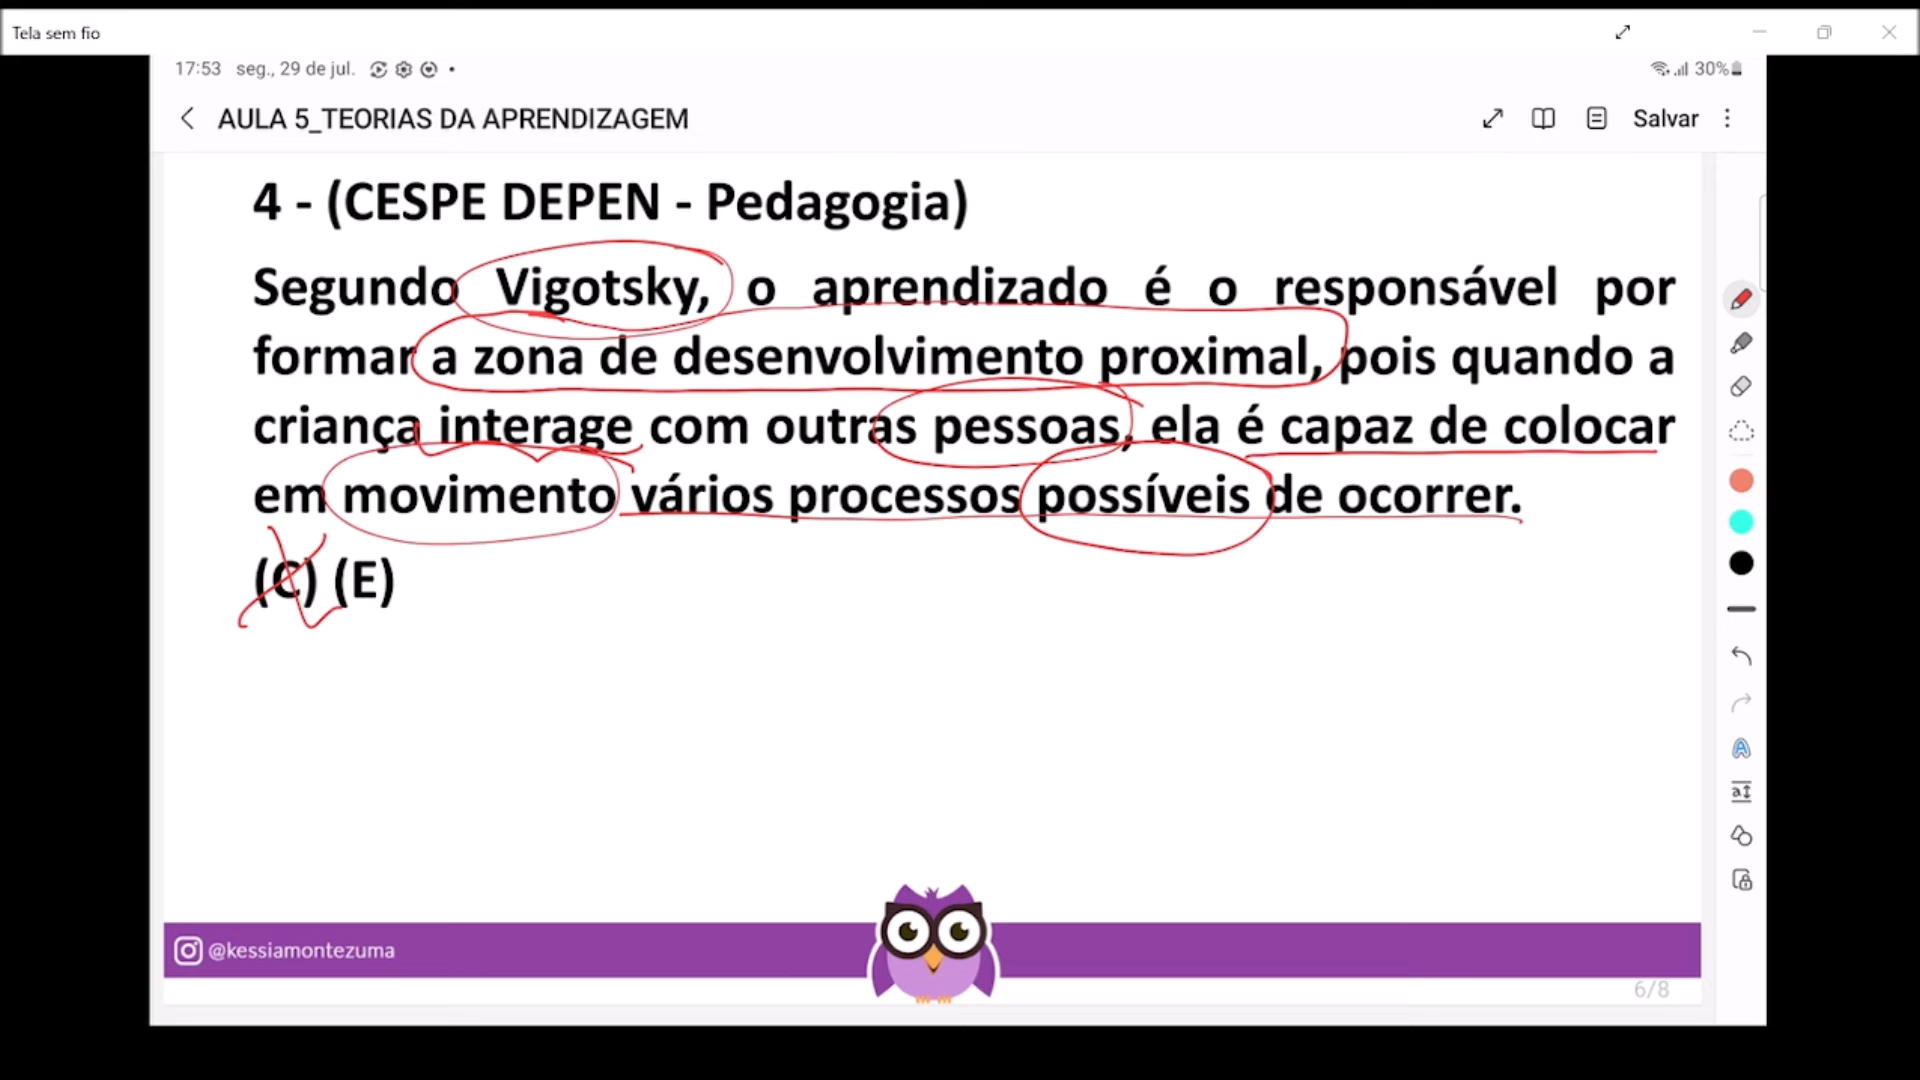 Tela sem fio
17:53 seg., 29 de jul. 30%
AULA 5_TEORIAS DA APRENDIZAGEM Salvar
4 - (CESPE DEPEN - Pedagogia)
Segundo Vigotsky, o aprendizado é o responsável por
formar a zona de desenvolvimento proximal, pois quando a
criança interage com outras pessoas, ela é capaz de colocar
em movimento vários processos possíveis de ocorrer.
(C) (E)
@kessiamontezuma
6/8